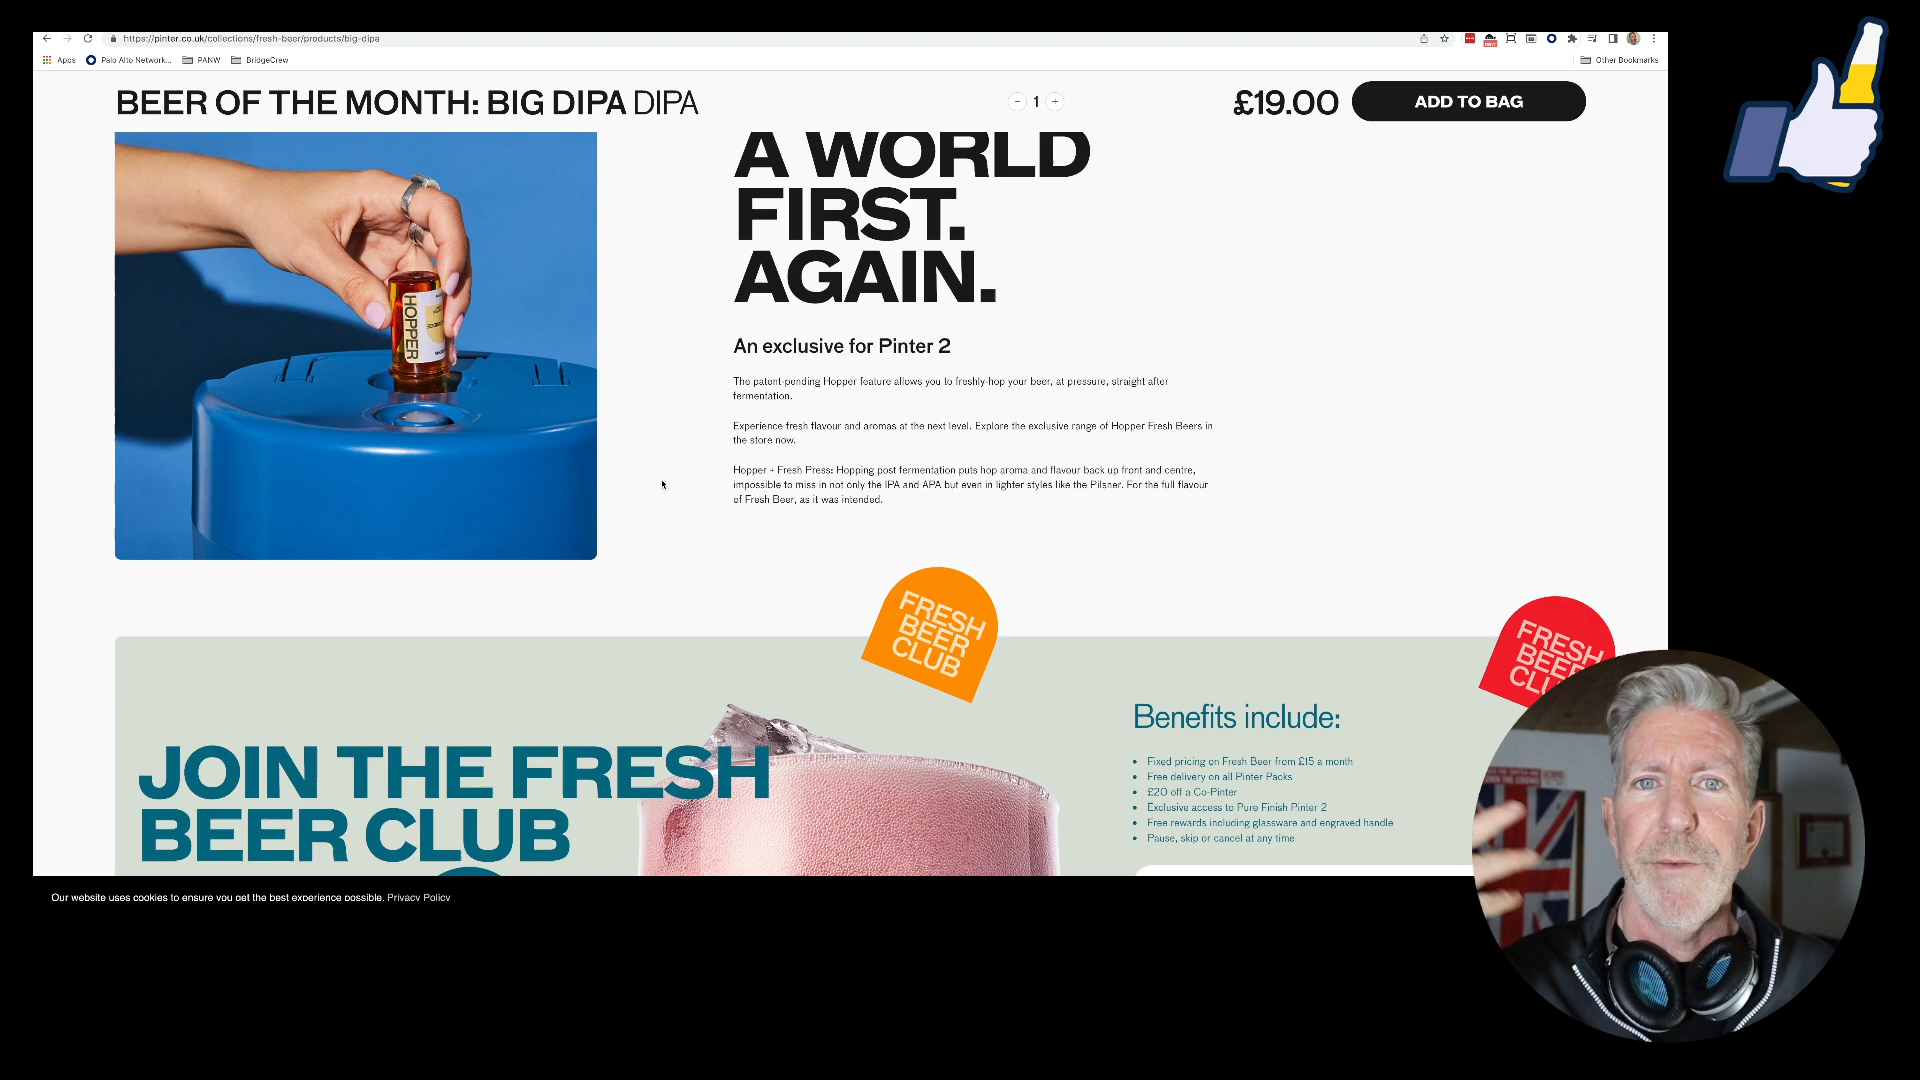 https://pinter.co.uk/collections/fresh-beer/products/big-dipa
Apps
Palo Alto Network...
PANW
BridgeCrew
Other Bookmarks
BEER OF THE MONTH: BIG DIPA DIPA
1
£19.00
ADD TO BAG
HOPPER
A WORLD
FIRST.
AGAIN.
An exclusive for Pinter 2
The patent-pending Hopper feature allows you to freshly-hop your beer, at pressure, straight after
fermentation.
Experience fresh flavour and aromas at the next level. Explore the exclusive range of Hopper Fresh Beers in
the store now.
Hopper + Fresh Press: Hopping post fermentation puts hop aroma and flavour back up front and centre,
impossible to miss in not only the IPA and APA but even in lighter styles like the Pilsner. For the full flavour
of Fresh Beer, as it was intended.
FRESH
BEER
CLUB
FRESH
JOIN THE FRESH
BEER CLUB
Benefits include:
Fixed pricing on Fresh Beer from £15 a month
Free delivery on all Pinter Packs
£20 off a Co-Pinter
Exclusive access to Pure Finish Pinter 2
Free rewards including glassware and engraved handle
Pause, skip or cancel at any time
Our website uses cookies to ensure you get the best experience possible. Privacy Policy